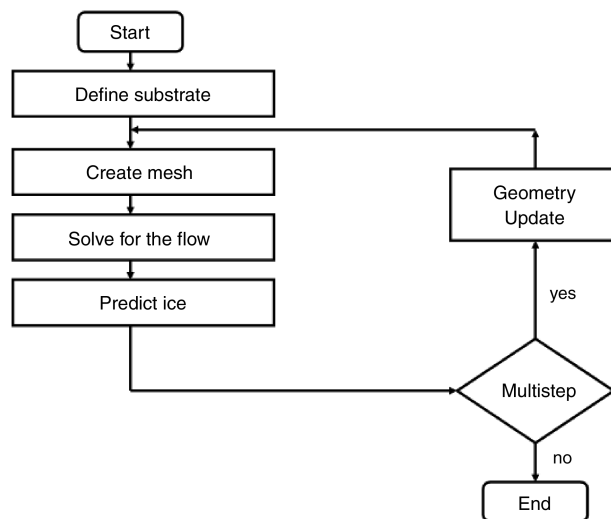 Start
Define substrate
Create mesh
Solve for the flow
Predict ice
Geometry
Update
yes
Multistep
no
End